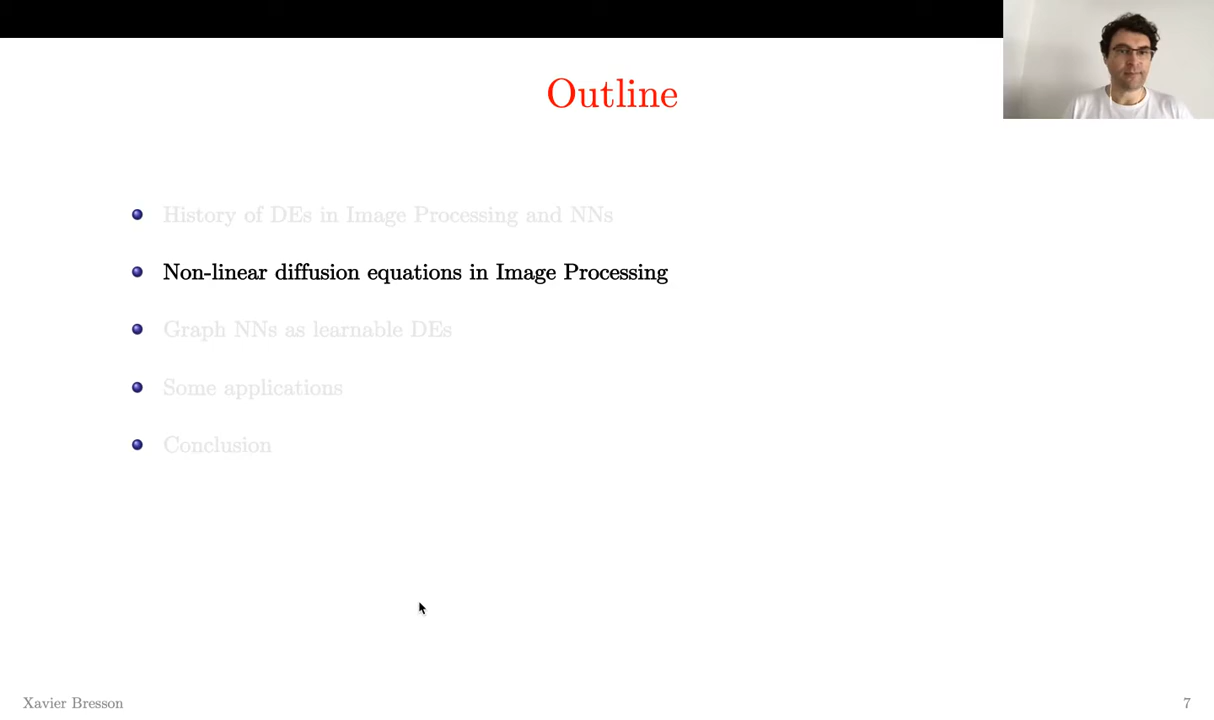 Outline
History of DEs in Image Processing and NNs
Non-linear diffusion equations in Image Processing
Graph NNs as learnable DEs
Some applications
Conclusion
Xavier Bresson
7